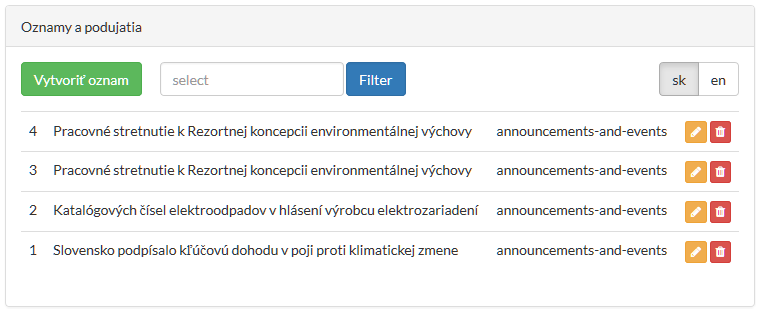 Oznamy a podujatia
Vytvoriť oznam select Filter sk en
4 Pracovné stretnutie k Rezortnej koncepcii environmentálnej výchovy announcements-and-events
3 Pracovné stretnutie k Rezortnej koncepcii environmentálnej výchovy announcements-and-events
2 Katalógových čísel elektroodpadov v hlásení výrobcu elektrozariadení announcements-and-events
1 Slovensko podpísalo kľúčovú dohodu v poji proti klimatickej zmene announcements-and-events